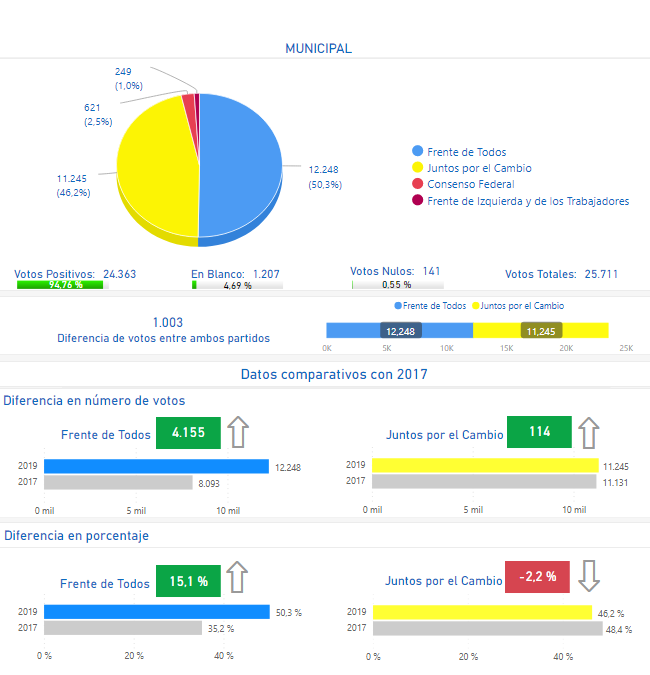 MUNICIPAL
249
(1,0%)
621
(2,5%)
11.245
(46,2%)
12.248
(50,3%)
Frente de Todos
Juntos por el Cambio
Consenso Federal
Frente de Izquierda y de los Trabajadores
Votos Positivos: 24.363
94,76 %
En Blanco: 1.207
4,69 %
Votos Nulos: 141
0,55 %
Votos Totales: 25.711
1.003
Diferencia de votos entre ambos partidos
Frente de Todos Juntos por el Cambio
12,248 11,245
0K 5K 10K 15K 20K 25K
Datos comparativos con 2017
Diferencia en número de votos
Frente de Todos 4.155
2019 12.248
2017 8.093
0 mil 5 mil 10 mil
Juntos por el Cambio 114
2019 11.245
2017 11.131
0 mil 5 mil 10 mil
Diferencia en porcentaje
Frente de Todos 15,1 %
2019 50,3 %
2017 35,2 %
0 % 20 % 40 %
Juntos por el Cambio -2,2 %
2019 46,2 %
2017 48,4 %
0 % 20 % 40 %